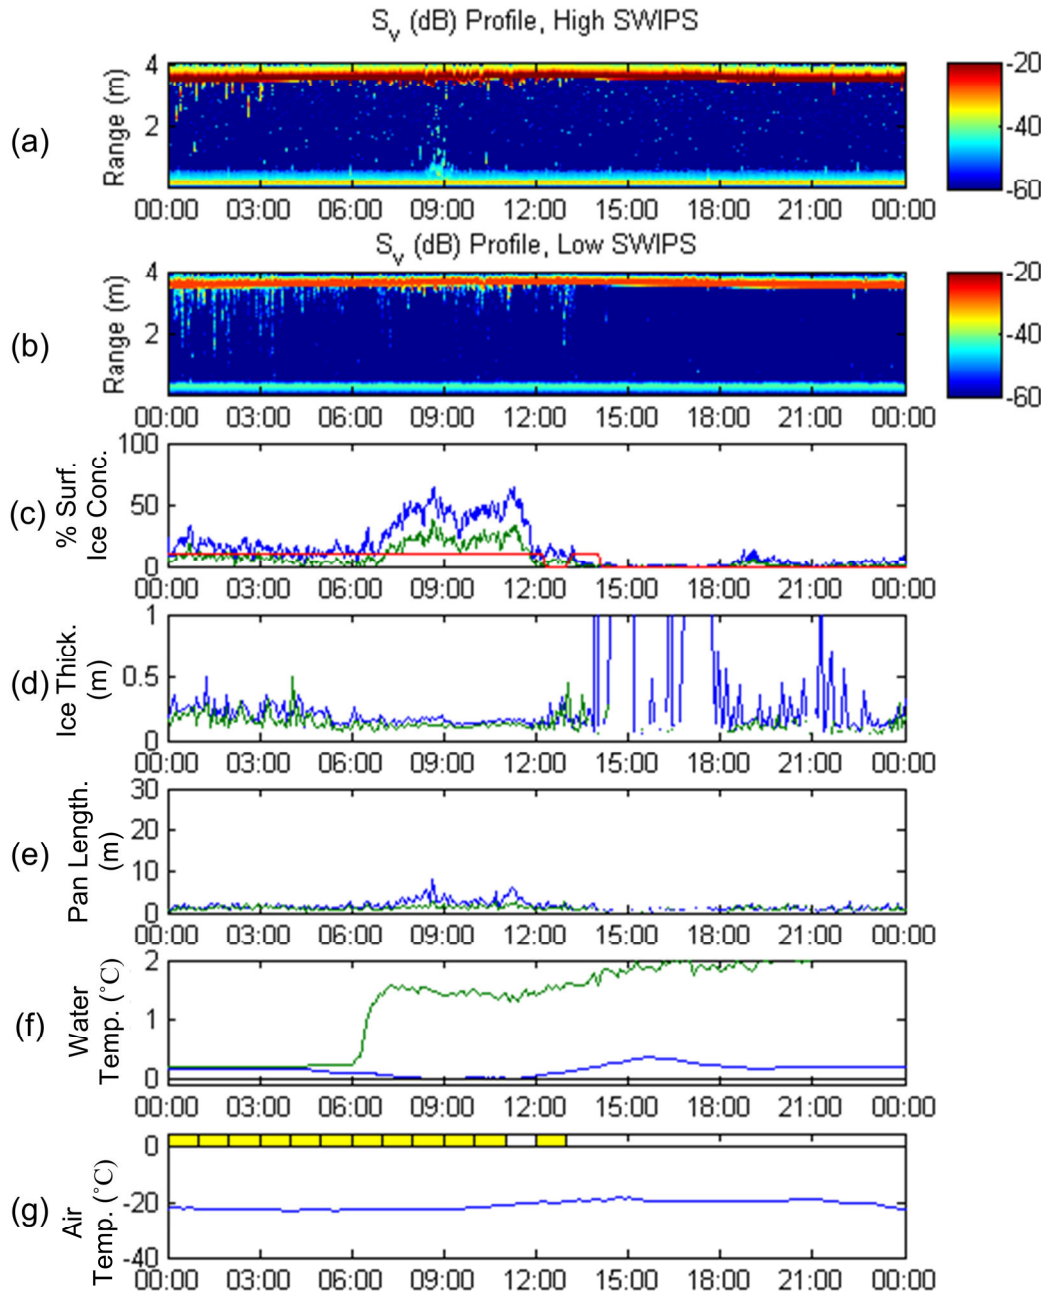 S_v (dB) Profile, High SWIPS
(a)
Range (m)
4
2
00:00 03:00 06:00 09:00 12:00 15:00 18:00 21:00 00:00
-20
-40
-60
S_v (dB) Profile, Low SWIPS
(b)
Range (m)
4
2
00:00 03:00 06:00 09:00 12:00 15:00 18:00 21:00 00:00
-20
-40
-60
(c)
% Surf.
Ice Conc.
100
50
0
00:00 03:00 06:00 09:00 12:00 15:00 18:00 21:00 00:00
(d)
Ice Thick.
(m)
1
0.5
0
00:00 03:00 06:00 09:00 12:00 15:00 18:00 21:00 00:00
(e)
Pan Length.
(m)
30
20
10
0
00:00 03:00 06:00 09:00 12:00 15:00 18:00 21:00 00:00
(f)
Water
Temp. (°C)
2
1
0
00:00 03:00 06:00 09:00 12:00 15:00 18:00 21:00 00:00
(g)
Air
Temp. (°C)
0
-20
-40
00:00 03:00 06:00 09:00 12:00 15:00 18:00 21:00 00:00